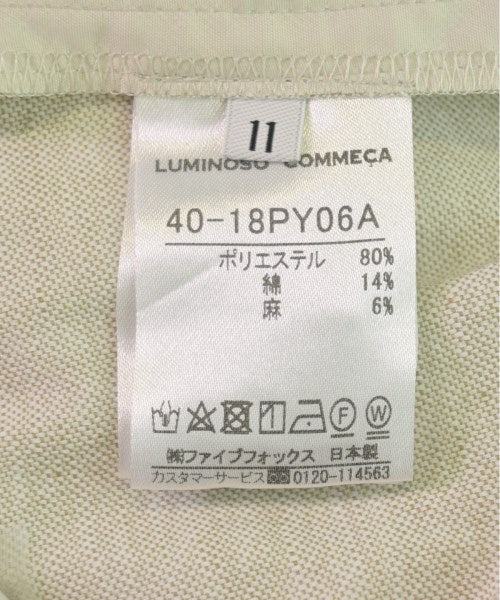 11
LUMINOSO COMMEÇA
40-18PY06A
ポリエステル 80%
綿 14%
麻 6%
F W
㈱ファイブフォックス 日本製
カスタマーサービス 0120-114563